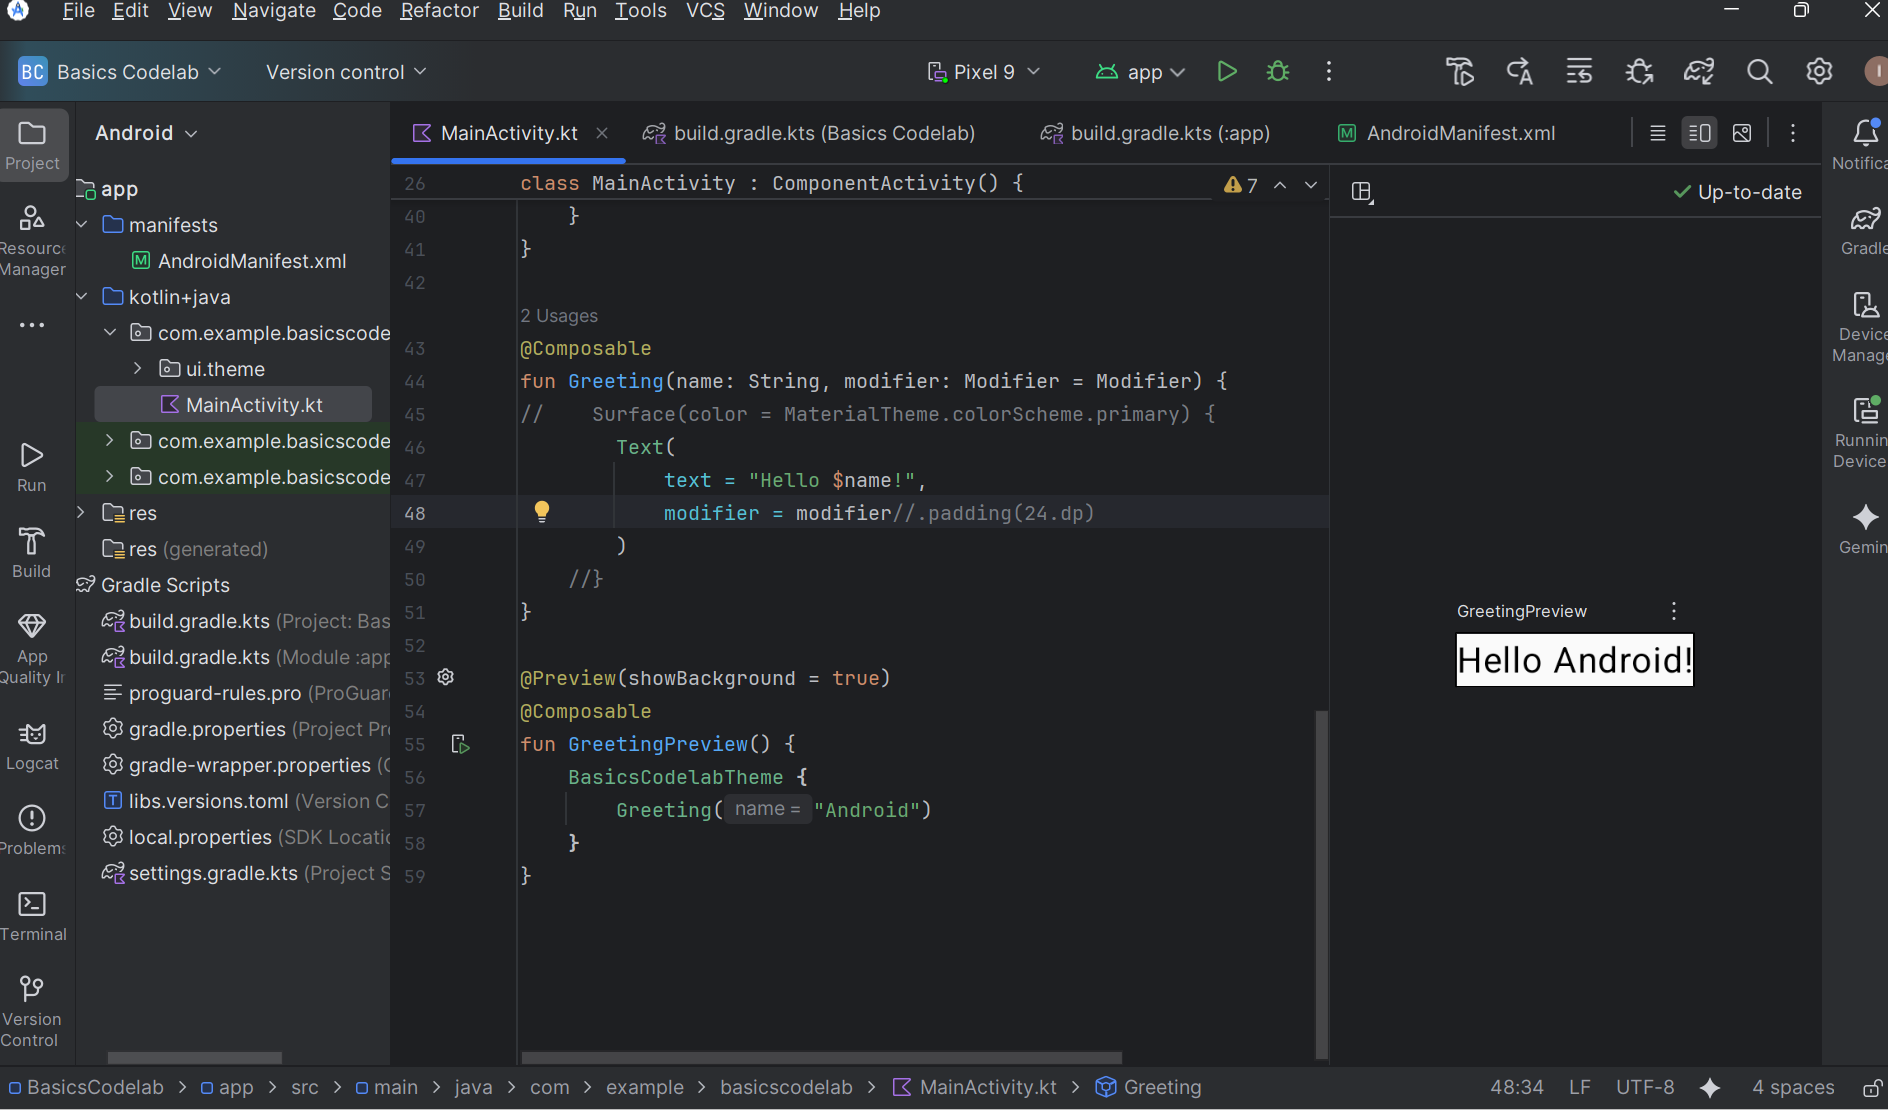 File Edit View Navigate Code Refactor Build Run Tools VCS Window Help
BC Basics Codelab Version control Pixel 9 app I
Project
Resourc
Manager
Run
Build
App
Quality I
Logcat
Problem
Terminal
Version
Control
Android
app
manifests
M AndroidManifest.xml
kotlin+java
com.example.basicscode
ui.theme
MainActivity.kt
com.example.basicscode
com.example.basicscode
res
res (generated)
Gradle Scripts
build.gradle.kts (Project: Bas
build.gradle.kts (Module :app
proguard-rules.pro (ProGuar
gradle.properties (Project Pr
gradle-wrapper.properties (
libs.versions.toml (Version C
local.properties (SDK Locatio
settings.gradle.kts (Project S
MainActivity.kt build.gradle.kts (Basics Codelab) build.gradle.kts (:app) M AndroidManifest.xml
26 class MainActivity : ComponentActivity() { 7
40 }
41 }
42
2 Usages
43 @Composable
44 fun Greeting(name: String, modifier: Modifier = Modifier) {
45 // Surface(color = MaterialTheme.colorScheme.primary) {
46 Text(
47 text = "Hello $name!",
48 modifier = modifier//.padding(24.dp)
49 )
50 //}
51 }
52
53 @Preview(showBackground = true)
54 @Composable
55 fun GreetingPreview() {
56 BasicsCodelabTheme {
57 Greeting( name = "Android")
58 }
59 }
Up-to-date
GreetingPreview
Hello Android!
Notifica
Gradle
Device
Manage
Runnin
Device
Gemin
BasicsCodelab > app > src > main > java > com > example > basicscodelab > MainActivity.kt > Greeting 48:34 LF UTF-8 4 spaces